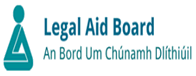 Legal Aid Board
An Bord Um Chúnamh Dlíthiúil